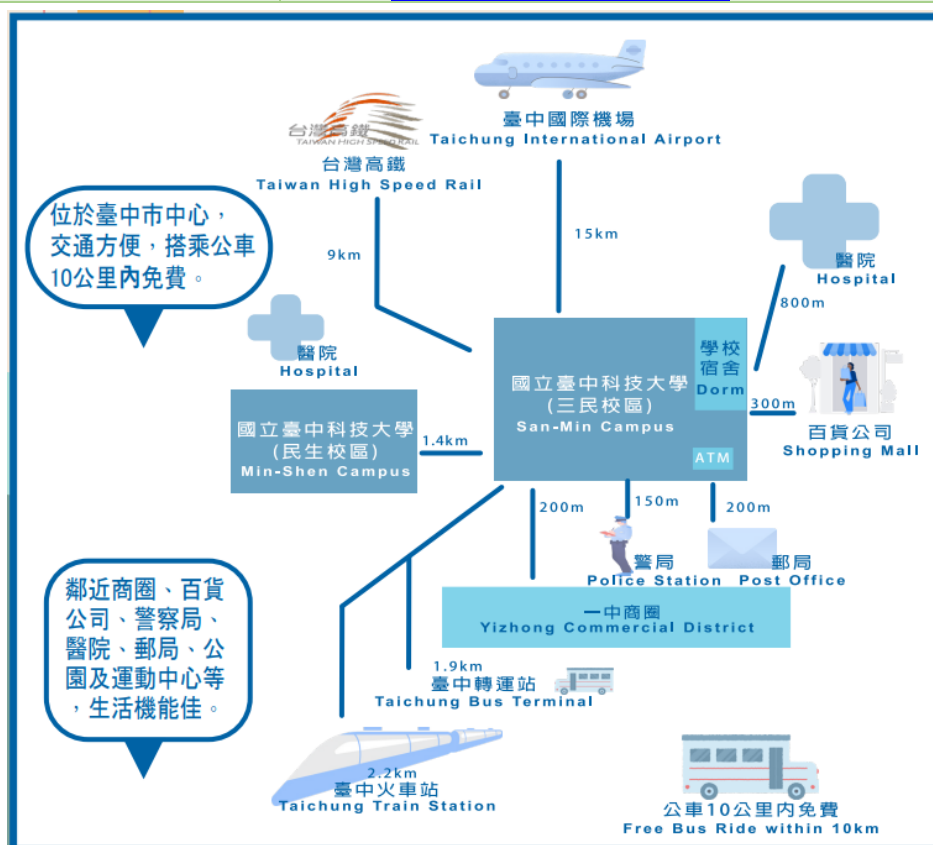 臺中國際機場
Taichung International Airport
台灣高鐵
TAIWAN HIGH SPEED RAIL
台灣高鐵
Taiwan High Speed Rail
位於臺中市中心，
交通方便，搭乘公車
10公里內免費。
9km
15km
醫院
Hospital
800m
醫院
Hospital
學校
宿舍
Dorm
國立臺中科技大學
(三民校區)
San-Min Campus
ATM
300m
百貨公司
Shopping Mall
國立臺中科技大學
(民生校區)
Min-Shen Campus
1.4km
200m
150m
200m
警局
Police Station
郵局
Post Office
一中商圈
Yizhong Commercial District
鄰近商圈、百貨
公司、警察局、
醫院、郵局、公
園及運動中心等
，生活機能佳。
1.9km
臺中轉運站
Taichung Bus Terminal
2.2km
臺中火車站
Taichung Train Station
公車10公里內免費
Free Bus Ride within 10km